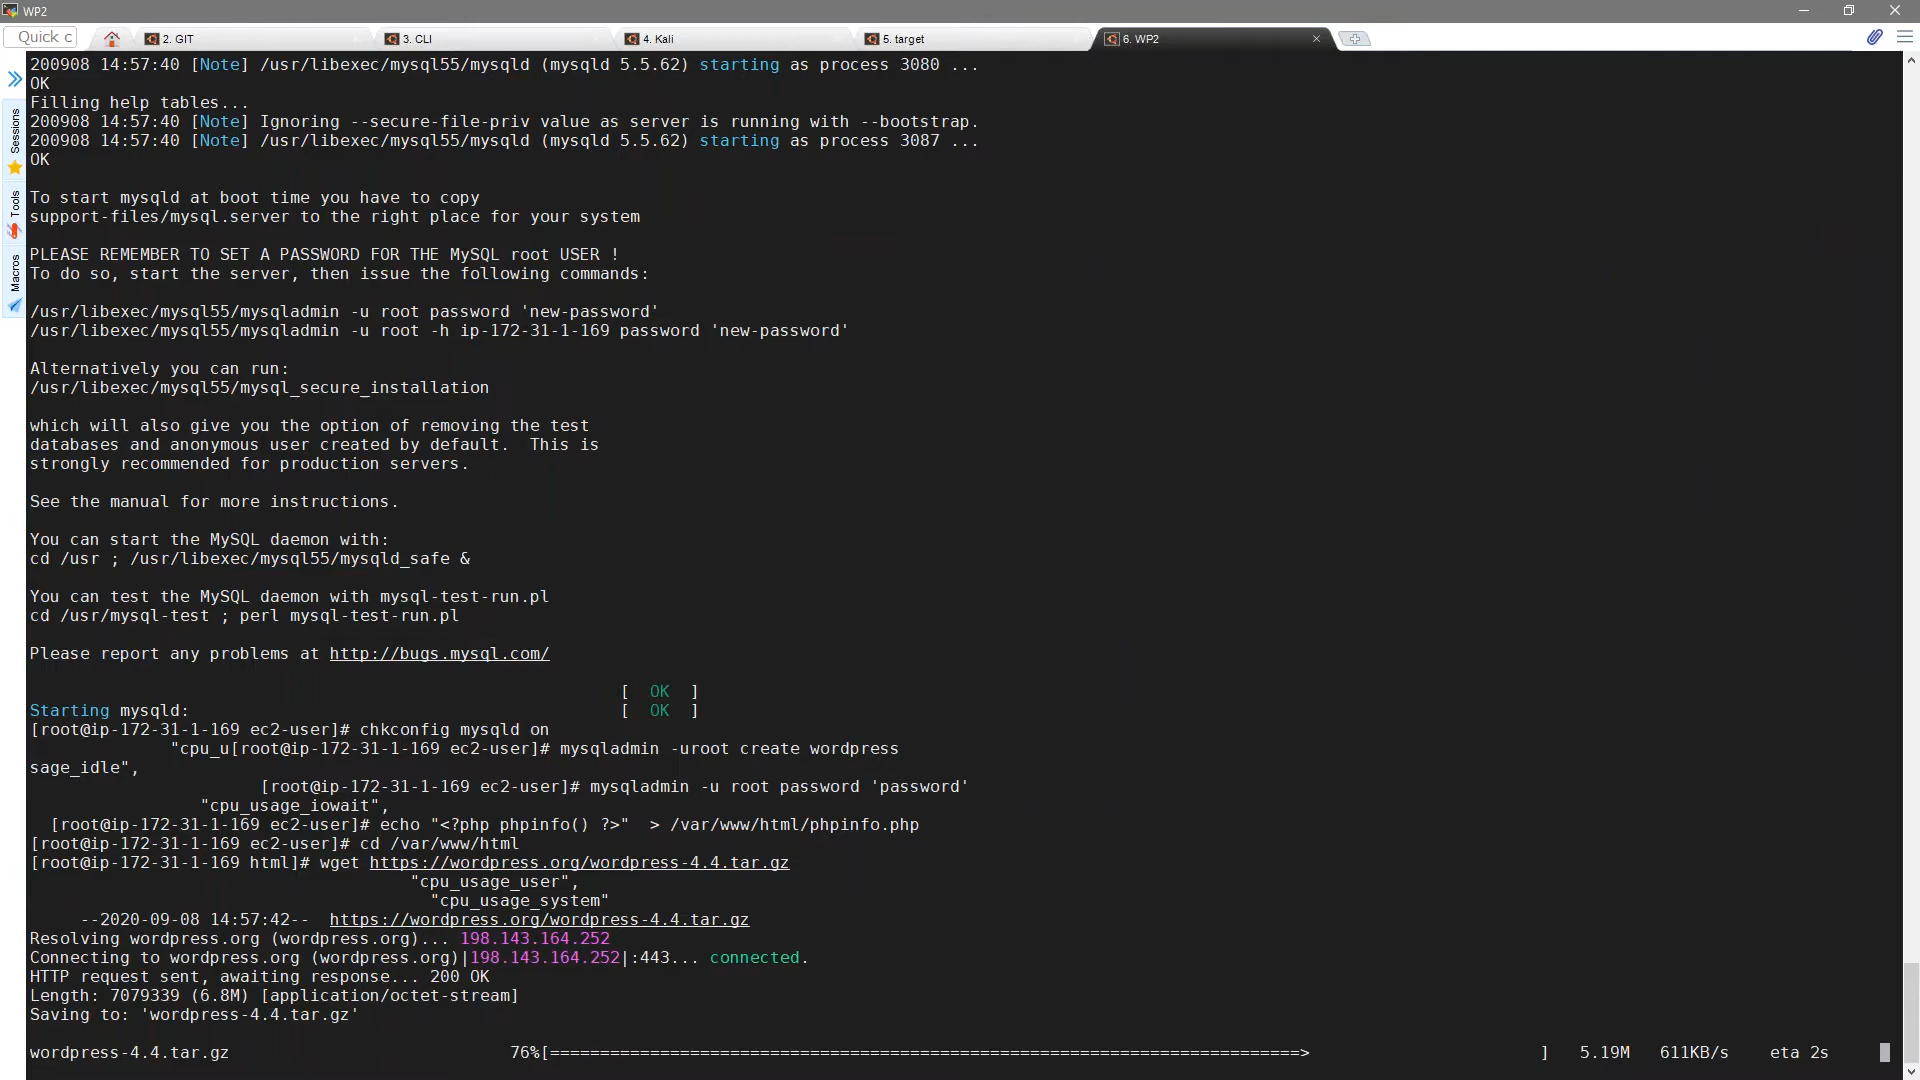 WP2
Quick c
2. GIT
3. CLI
4. Kali
5. target
6. WP2
Sessions
Tools
Macros
200908 14:57:40 [Note] /usr/libexec/mysql55/mysqld (mysqld 5.5.62) starting as process 3080 ...
OK
Filling help tables...
200908 14:57:40 [Note] Ignoring --secure-file-priv value as server is running with --bootstrap.
200908 14:57:40 [Note] /usr/libexec/mysql55/mysqld (mysqld 5.5.62) starting as process 3087 ...
OK
To start mysqld at boot time you have to copy
support-files/mysql.server to the right place for your system
PLEASE REMEMBER TO SET A PASSWORD FOR THE MySQL root USER !
To do so, start the server, then issue the following commands:
/usr/libexec/mysql55/mysqladmin -u root password 'new-password'
/usr/libexec/mysql55/mysqladmin -u root -h ip-172-31-1-169 password 'new-password'
Alternatively you can run:
/usr/libexec/mysql55/mysql_secure_installation
which will also give you the option of removing the test
databases and anonymous user created by default.  This is
strongly recommended for production servers.
See the manual for more instructions.
You can start the MySQL daemon with:
cd /usr ; /usr/libexec/mysql55/mysqld_safe &
You can test the MySQL daemon with mysql-test-run.pl
cd /usr/mysql-test ; perl mysql-test-run.pl
Please report any problems at http://bugs.mysql.com/
[  OK  ]
Starting mysqld:                                           [  OK  ]
[root@ip-172-31-1-169 ec2-user]# chkconfig mysqld on
"cpu_u[root@ip-172-31-1-169 ec2-user]# mysqladmin -uroot create wordpress
sage_idle",
[root@ip-172-31-1-169 ec2-user]# mysqladmin -u root password 'password'
"cpu_usage_iowait",
[root@ip-172-31-1-169 ec2-user]# echo "<?php phpinfo() ?>"  > /var/www/html/phpinfo.php
[root@ip-172-31-1-169 ec2-user]# cd /var/www/html
[root@ip-172-31-1-169 html]# wget https://wordpress.org/wordpress-4.4.tar.gz
"cpu_usage_user",
"cpu_usage_system"
--2020-09-08 14:57:42--  https://wordpress.org/wordpress-4.4.tar.gz
Resolving wordpress.org (wordpress.org)... 198.143.164.252
Connecting to wordpress.org (wordpress.org)|198.143.164.252|:443... connected.
HTTP request sent, awaiting response... 200 OK
Length: 7079339 (6.8M) [application/octet-stream]
Saving to: 'wordpress-4.4.tar.gz'
wordpress-4.4.tar.gz                            76%[===========================================================================>                       ]   5.19M   611KB/s    eta 2s